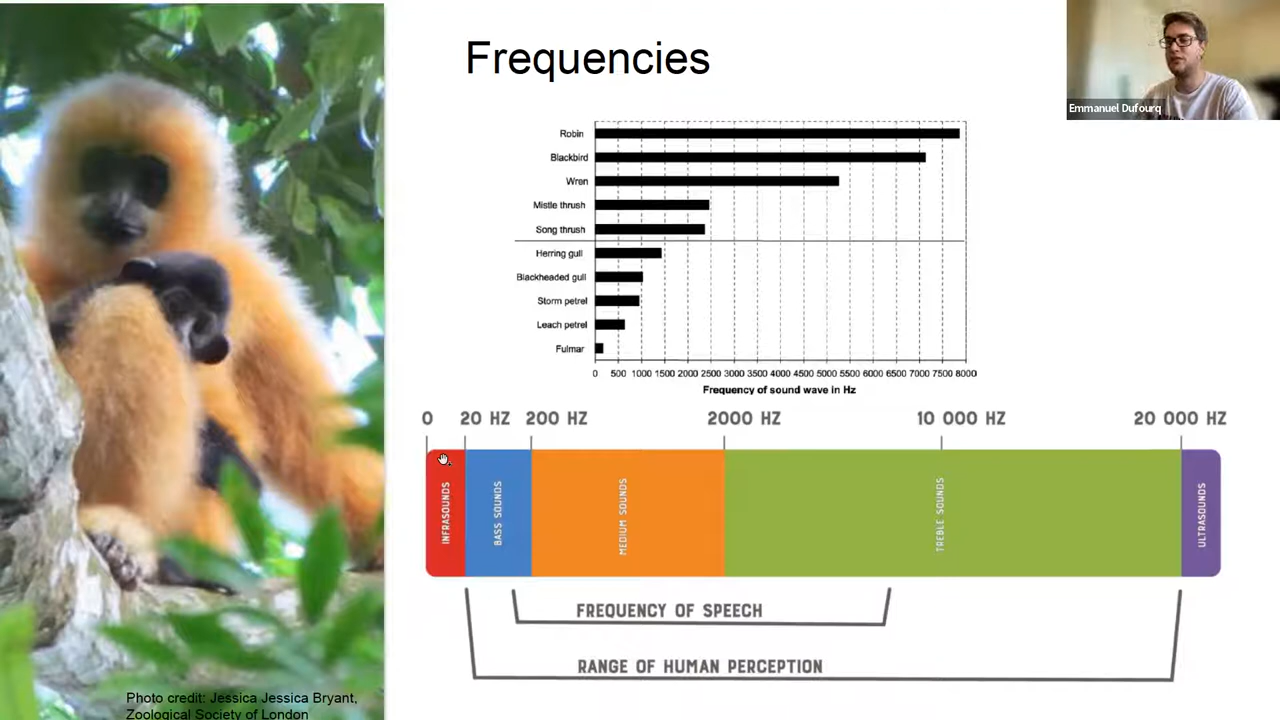 Frequencies
Emmanuel Dufourq
Robin
Blackbird
Wren
Mistle thrush
Song thrush
Herring gull
Blackheaded gull
Storm petrel
Leach petrel
Fulmar
0 500 1000 1500 2000 2500 3000 3500 4000 4500 5000 5500 6000 6500 7000 7500 8000
Frequency of sound wave in Hz
0 20 HZ 200 HZ 2000 HZ 10 000 HZ 20 000 HZ
INFRASOUNDS
BASS SOUNDS
MEDIUM SOUNDS
TREBLE SOUNDS
ULTRASOUNDS
FREQUENCY OF SPEECH
RANGE OF HUMAN PERCEPTION
Photo credit: Jessica Jessica Bryant,
Zoological Society of London